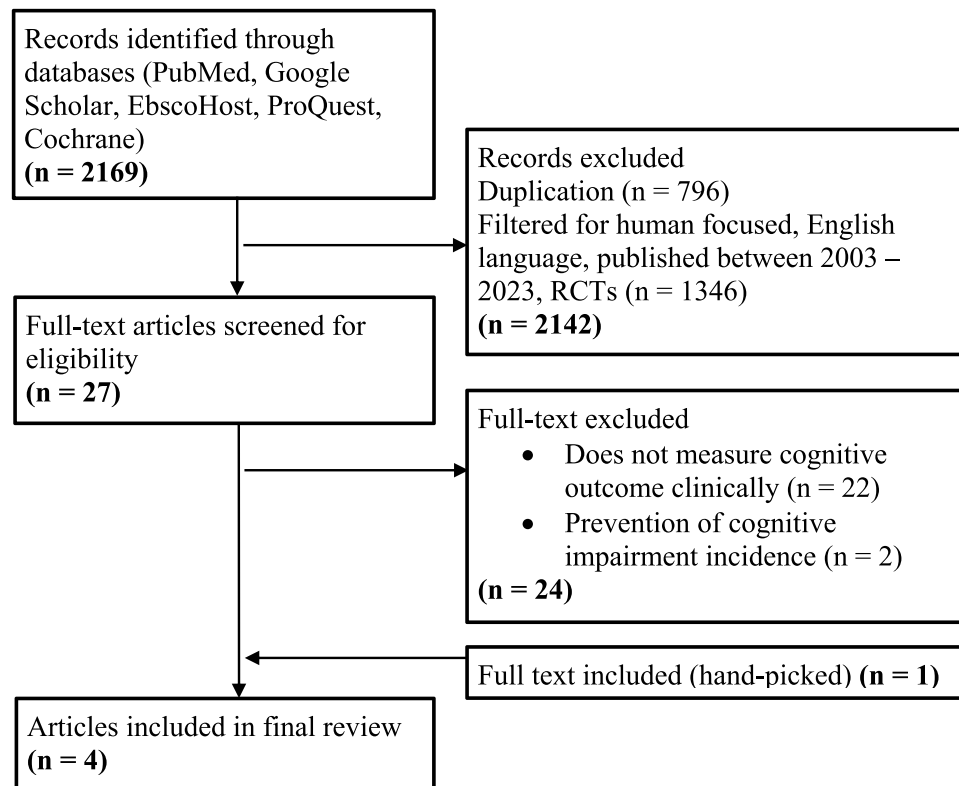 Records identified through
databases (PubMed, Google
Scholar, EbscoHost, ProQuest,
Cochrane)
(n = 2169)
Records excluded
Duplication (n = 796)
Filtered for human focused, English
language, published between 2003 –
2023, RCTs (n = 1346)
(n = 2142)
Full-text articles screened for
eligibility
(n = 27)
Full-text excluded
• Does not measure cognitive
outcome clinically (n = 22)
• Prevention of cognitive
impairment incidence (n = 2)
(n = 24)
Full text included (hand-picked) (n = 1)
Articles included in final review
(n = 4)